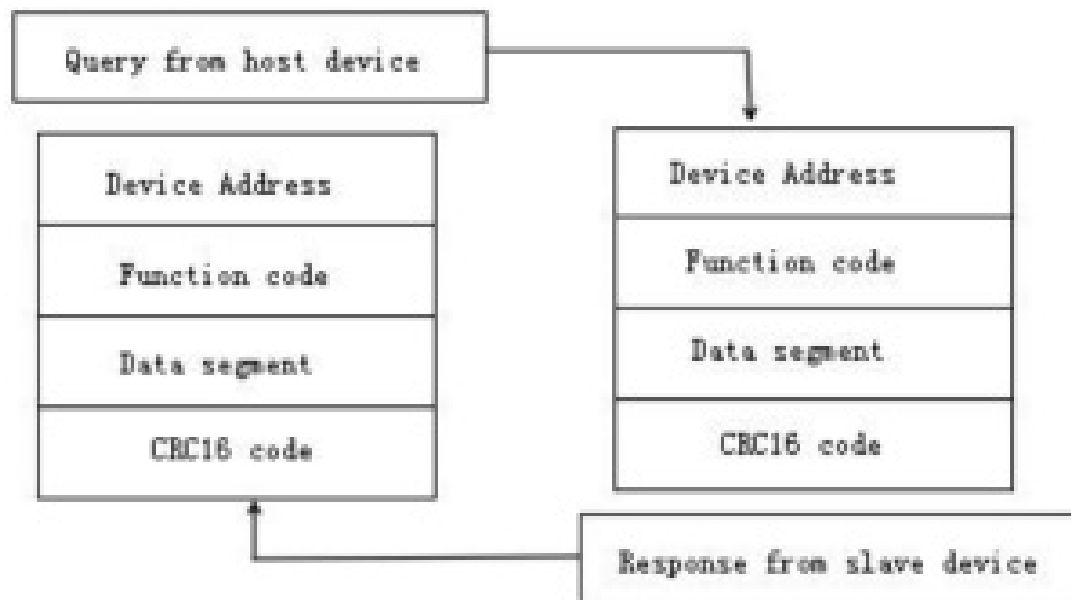 Query from host device
Device Address
Function code
Data segment
CRC16 code
Device Address
Function code
Data segment
CRC16 code
Response from slave device